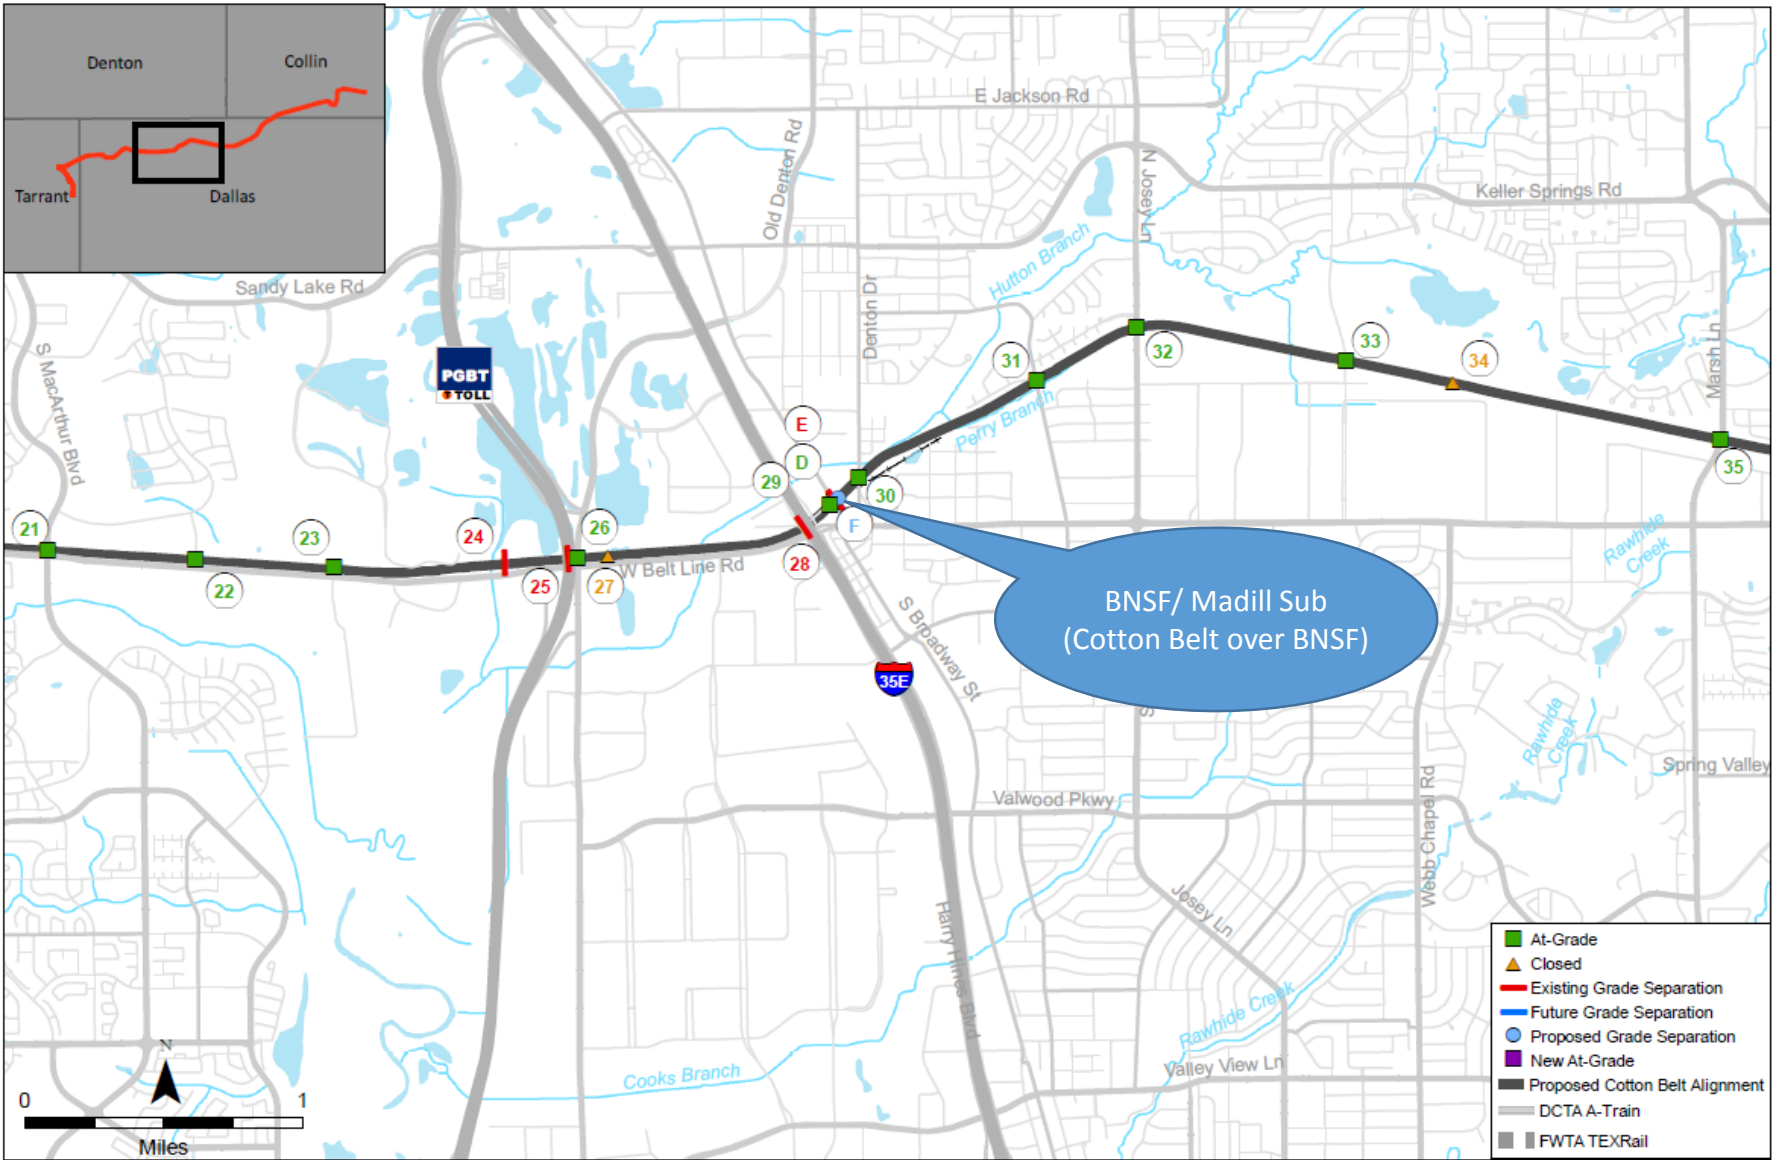 Denton
Collin
Tarrant
Dallas
E Jackson Rd
Old Denton Rd
N Josey Ln
Keller Springs Rd
Sandy Lake Rd
Hutton Branch
Denton Dr
S MacArthur Blvd
PGBT
TOLL
Marsh Ln
31
32
33
34
Perry Branch
E
D
29
30
F
35
21
22
23
24
25
26
27
28
W Belt Line Rd
Rawhide
Creek
BNSF/ Madill Sub
(Cotton Belt over BNSF)
S Broadway St
35E
S
Rawhide
Creek
Spring Valley
Valwood Pkwy
Webb Chapel Rd
Josey Ln
Harry Hines Blvd
Rawhide Creek
Valley View Ln
Cooks Branch
N
0
1
Miles
At-Grade
Closed
Existing Grade Separation
Future Grade Separation
Proposed Grade Separation
New At-Grade
Proposed Cotton Belt Alignment
DCTA A-Train
FWTA TEXRail